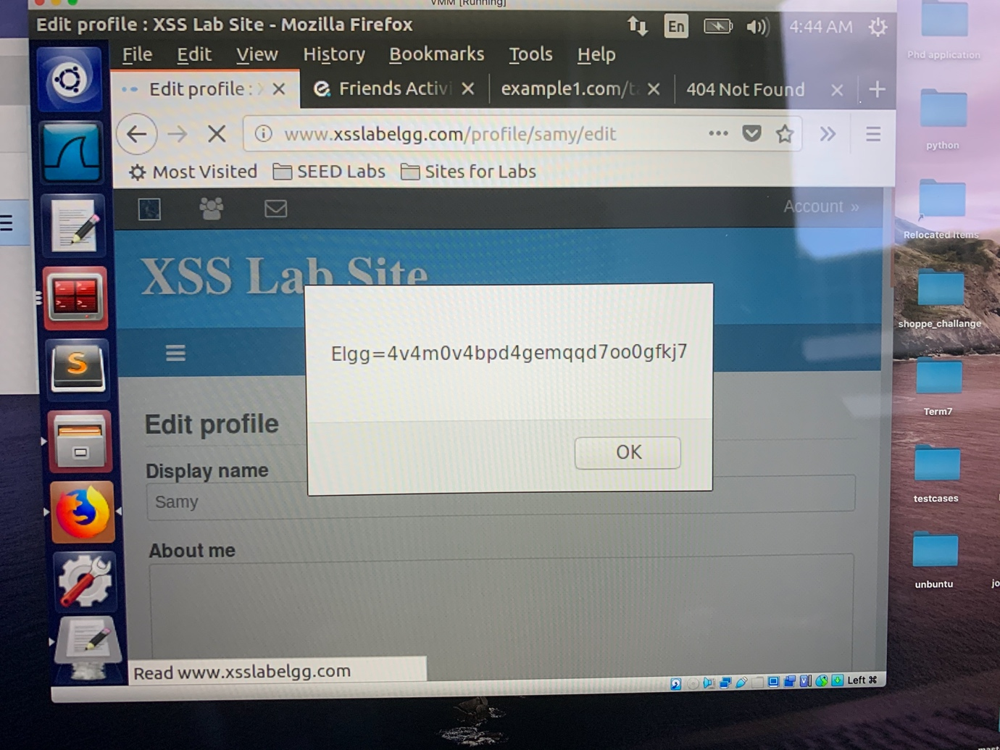 VMM [Running]
Edit profile : XSS Lab Site - Mozilla Firefox
En
4:44 AM
File Edit View History Bookmarks Tools Help
Edit profile :
Friends Activi
example1.com/t
404 Not Found
www.xsslabelgg.com/profile/samy/edit
Most Visited
SEED Labs
Sites for Labs
Account »
XSS Lab Site
Elgg=4v4m0v4bpd4gemqqd7oo0gfkj7
OK
Edit profile
Display name
Samy
About me
Read www.xsslabelgg.com
Left ⌘
Phd application
python
Relocated Items
shoppe_challange
Term7
testcases
unbuntu
jo